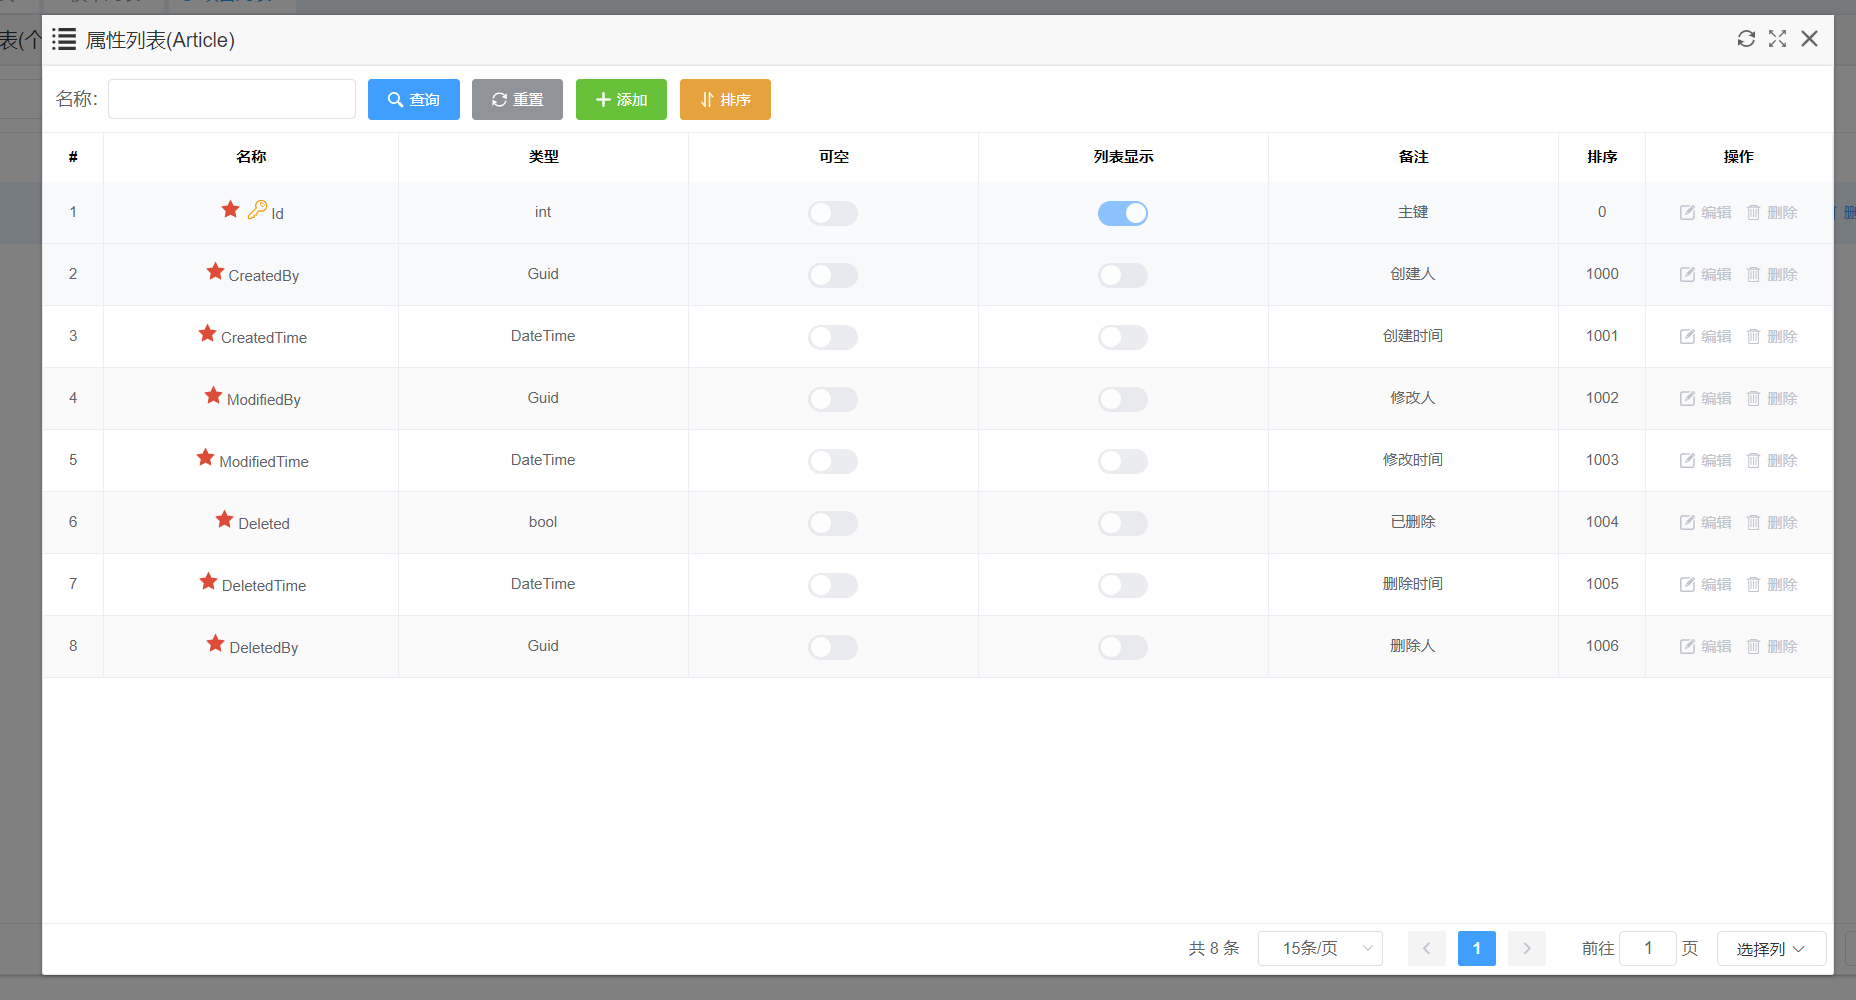 表(个
属性列表(Article)
名称: 查询 重置 添加 排序
# 名称 类型 可空 列表显示 备注 排序 操作
1 Id int 主键 0 编辑 删除
2 CreatedBy Guid 创建人 1000 编辑 删除
3 CreatedTime DateTime 创建时间 1001 编辑 删除
4 ModifiedBy Guid 修改人 1002 编辑 删除
5 ModifiedTime DateTime 修改时间 1003 编辑 删除
6 Deleted bool 已删除 1004 编辑 删除
7 DeletedTime DateTime 删除时间 1005 编辑 删除
8 DeletedBy Guid 删除人 1006 编辑 删除
共 8 条 15条/页 1 前往 1 页 选择列